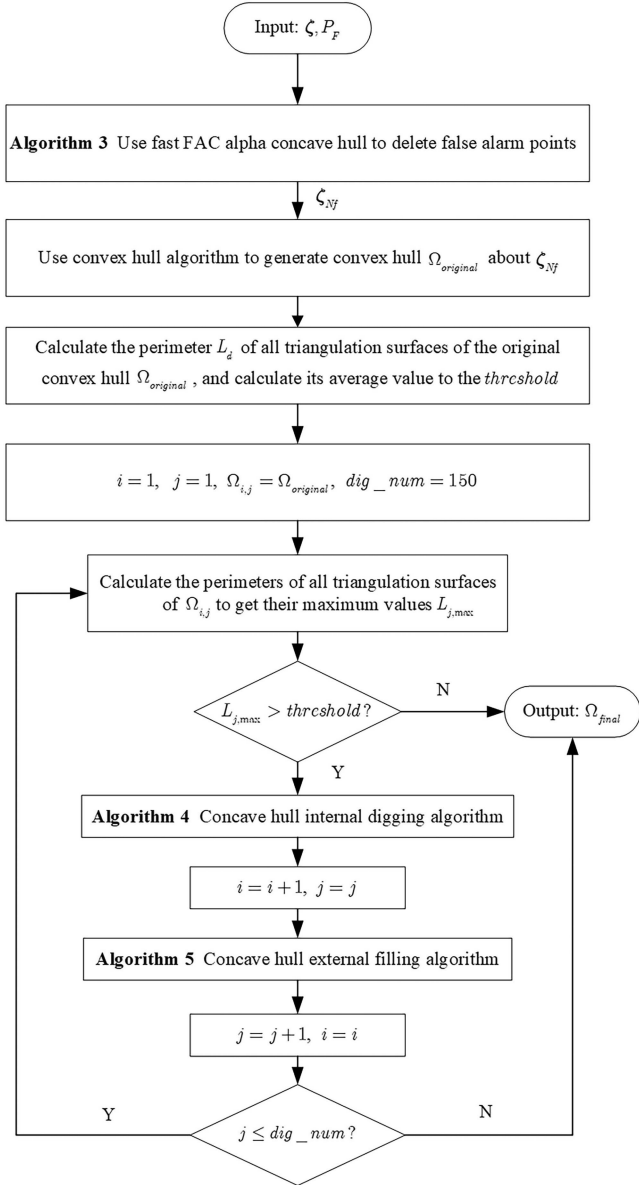 Input: ζ, P_F
Algorithm 3 Use fast FAC alpha concave hull to delete false alarm points
ζ_Nf
Use convex hull algorithm to generate convex hull Ω_original about ζ_Nf
Calculate the perimeter L_d of all triangulation surfaces of the original
convex hull Ω_original , and calculate its average value to the thrcshold
i = 1, j = 1, Ω_i,j = Ω_original, dig_num = 150
Calculate the perimeters of all triangulation surfaces
of Ω_i,j to get their maximum values L_j,max
L_j,max > thrcshold?
N
Output: Ω_final
Y
Algorithm 4 Concave hull internal digging algorithm
i = i+1, j = j
Algorithm 5 Concave hull external filling algorithm
j = j+1, i = i
Y
N
j ≤ dig_num?